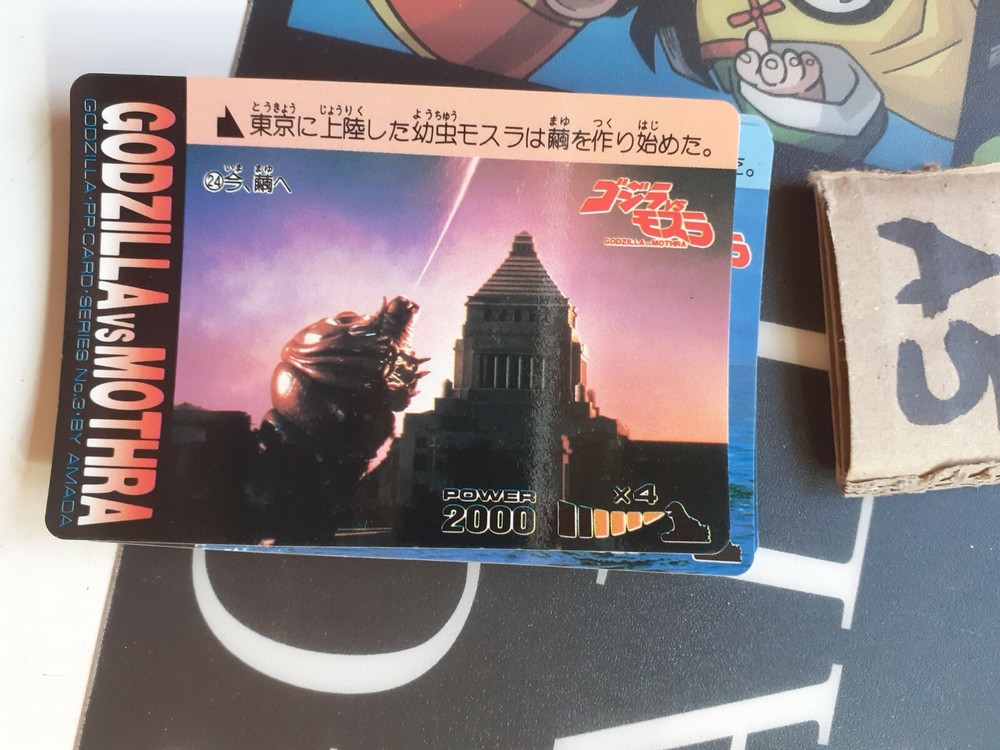 東京に上陸した幼虫モスラは繭を作り始めた。
とうきょう じょうりく ようちゅう まゆ つく はじ
24 今、繭へ
いま まゆ
ゴジラVSモスラ
GODZILLA VS MOTHRA
GODZILLA VS MOTHRA
GODZILLA・PP.CARD・SERIES No.3・BY AMADA
POWER
2000
×4